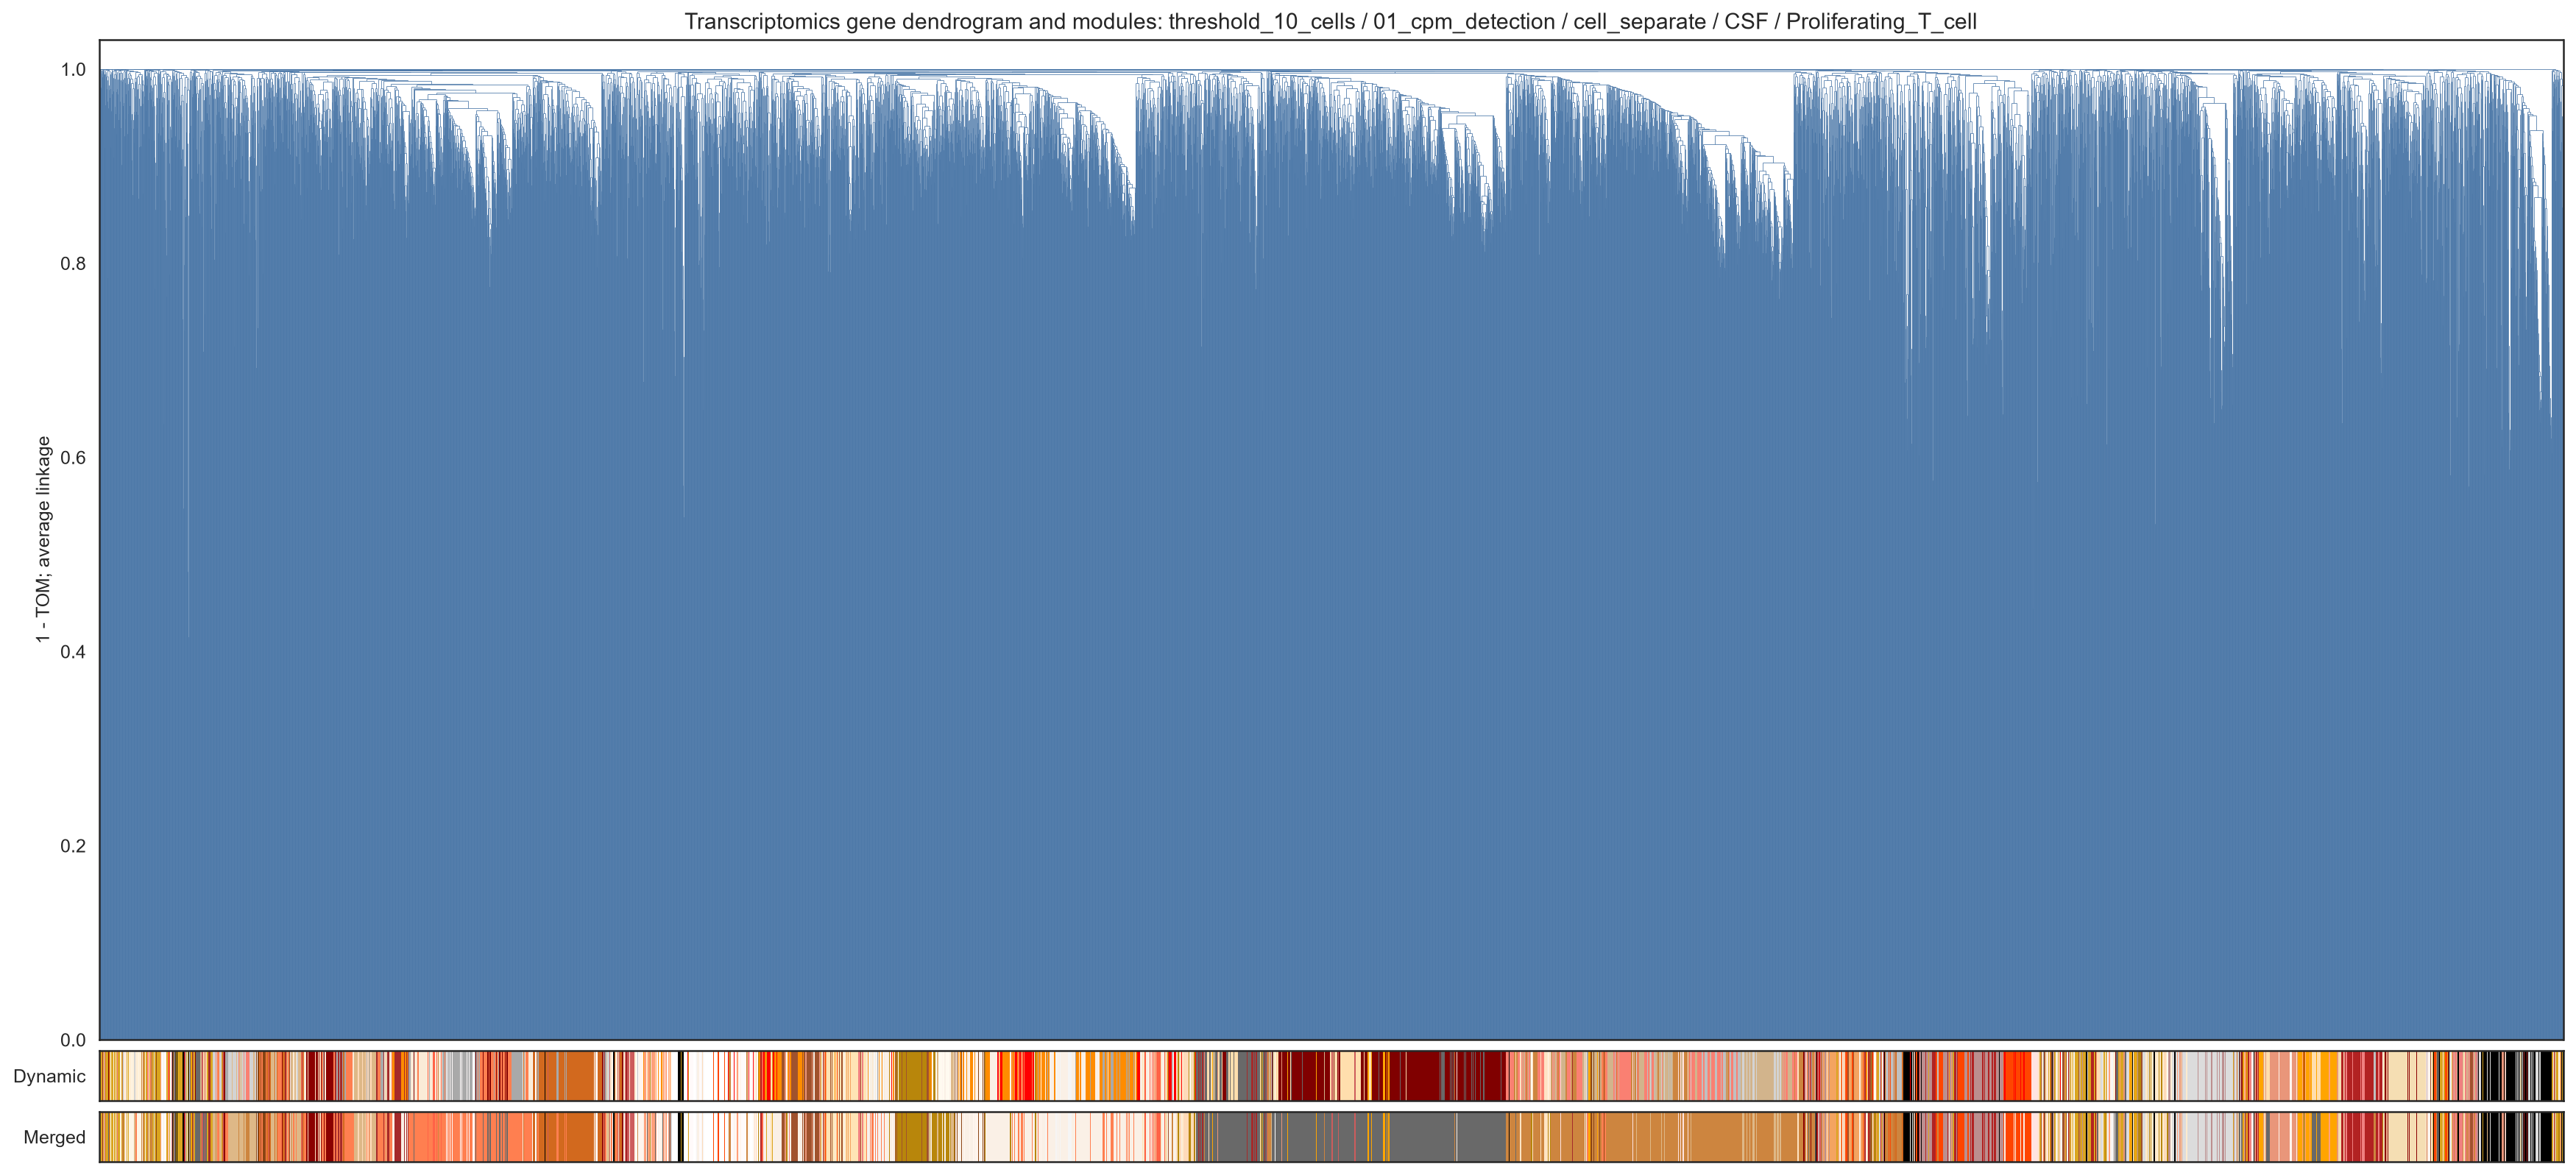 Transcriptomics gene dendrogram and modules: threshold_10_cells / 01_cpm_detection / cell_separate / CSF / Proliferating_T_cell
1.0
0.8
0.6
0.4
0.2
0.0
1 - TOM; average linkage
Dynamic
Merged